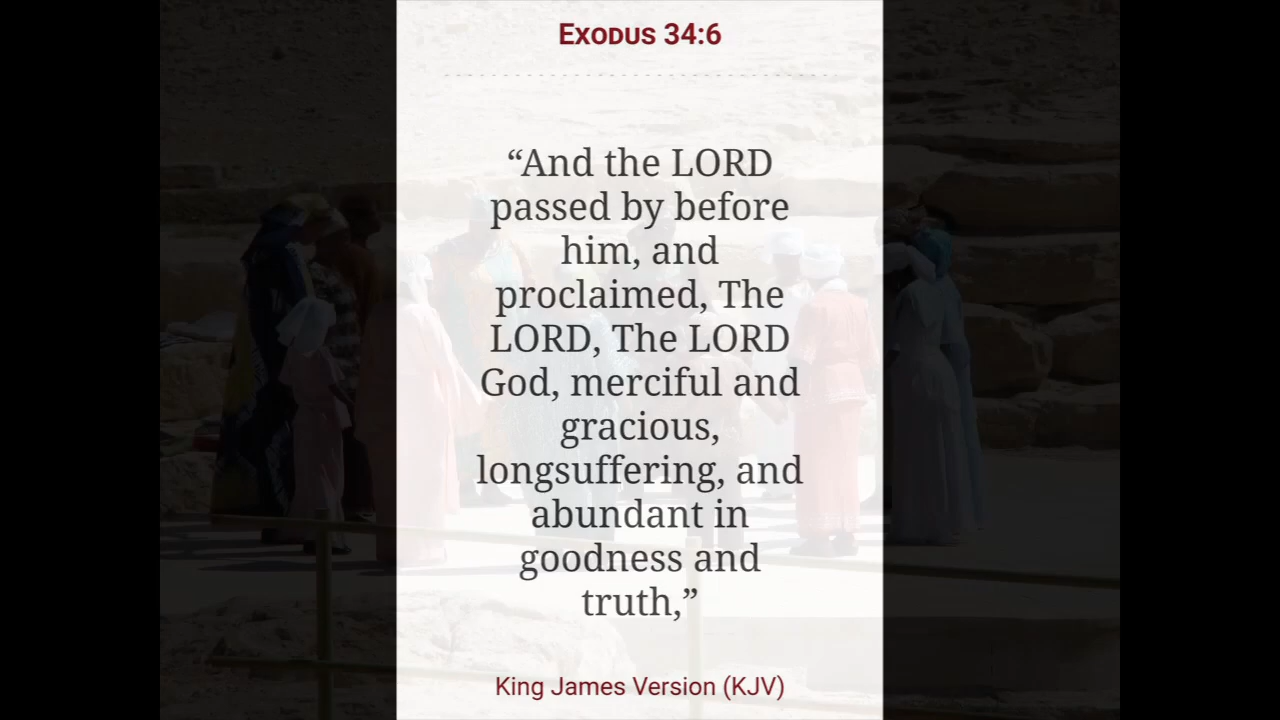 Exodus 34:6
“And the LORD
passed by before
him, and
proclaimed, The
LORD, The LORD
God, merciful and
gracious,
longsuffering, and
abundant in
goodness and
truth,”
King James Version (KJV)